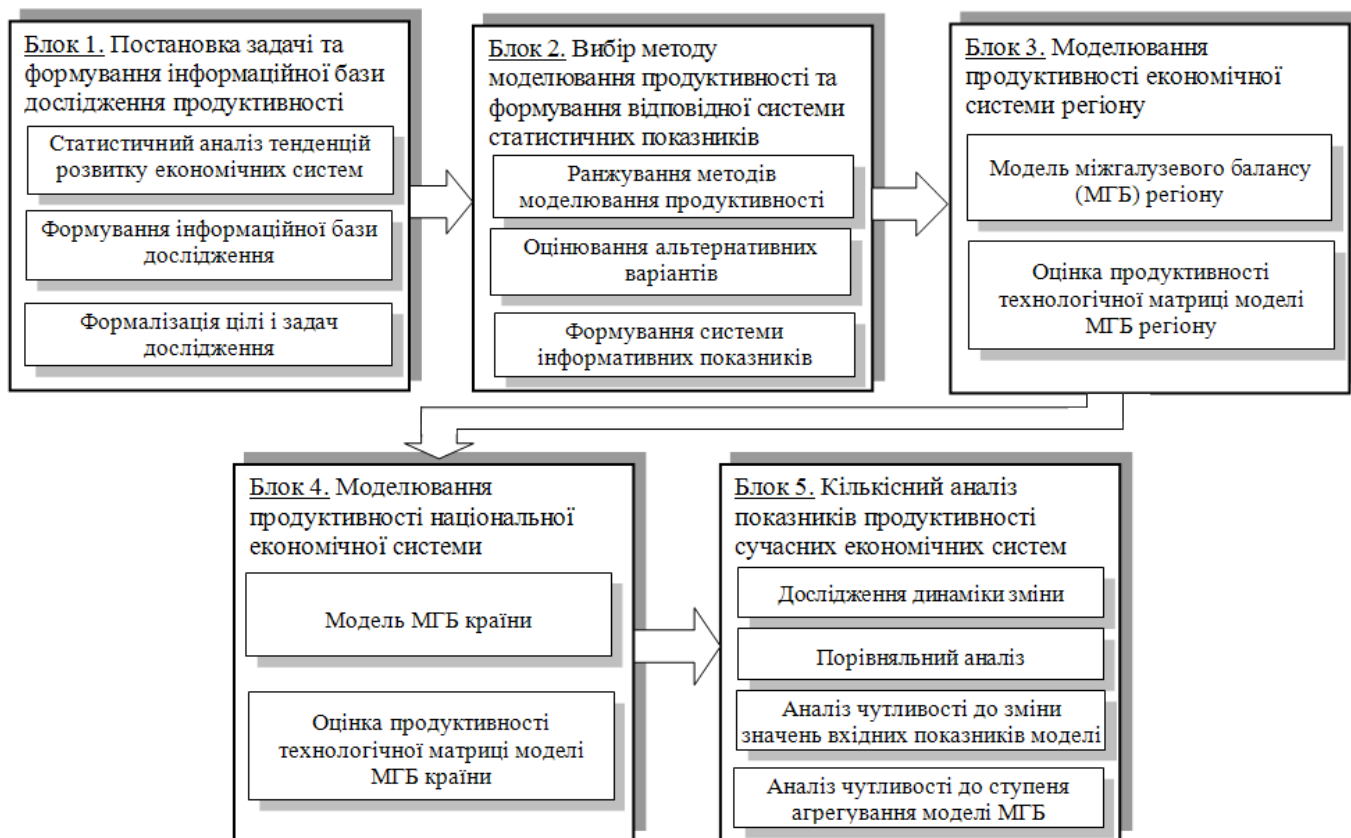 Блок 1. Постановка задачі та
формування інформаційної бази
дослідження продуктивності
Статистичний аналіз тенденцій
розвитку економічних систем
Формування інформаційної бази
дослідження
Формалізація цілі і задач
дослідження
Блок 2. Вибір методу
моделювання продуктивності та
формування відповідної системи
статистичних показників
Ранжування методів
моделювання продуктивності
Оцінювання альтернативних
варіантів
Формування системи
інформативних показників
Блок 3. Моделювання
продуктивності економічної
системи регіону
Модель міжгалузевого балансу
(МГБ) регіону
Оцінка продуктивності
технологічної матриці моделі
МГБ регіону
Блок 4. Моделювання
продуктивності національної
економічної системи
Модель МГБ країни
Оцінка продуктивності
технологічної матриці моделі
МГБ країни
Блок 5. Кількісний аналіз
показників продуктивності
сучасних економічних систем
Дослідження динаміки зміни
Порівняльний аналіз
Аналіз чутливості до зміни
значень вхідних показників моделі
Аналіз чутливості до ступеня
агрегування моделі МГБ